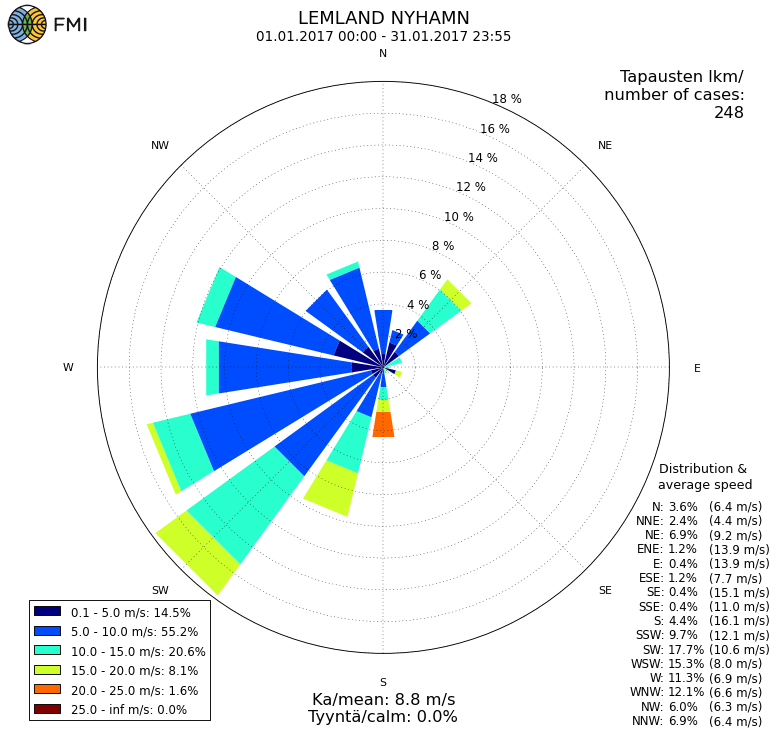 FMI
LEMLAND NYHAMN
01.01.2017 00:00 - 31.01.2017 23:55
N
Tapausten lkm/
number of cases:
248
18 %
16 %
14 %
12 %
10 %
8 %
6 %
4 %
2 %
NW
NE
W
E
SW
SE
S
Distribution &
average speed
N: 3.6% (6.4 m/s)
NNE: 2.4% (4.4 m/s)
NE: 6.9% (9.2 m/s)
ENE: 1.2% (13.9 m/s)
E: 0.4% (13.9 m/s)
ESE: 1.2% (7.7 m/s)
SE: 0.4% (15.1 m/s)
SSE: 0.4% (11.0 m/s)
S: 4.4% (16.1 m/s)
SSW: 9.7% (12.1 m/s)
SW: 17.7% (10.6 m/s)
WSW: 15.3% (8.0 m/s)
W: 11.3% (6.9 m/s)
WNW: 12.1% (6.6 m/s)
NW: 6.0% (6.3 m/s)
NNW: 6.9% (6.4 m/s)
0.1 - 5.0 m/s: 14.5%
5.0 - 10.0 m/s: 55.2%
10.0 - 15.0 m/s: 20.6%
15.0 - 20.0 m/s: 8.1%
20.0 - 25.0 m/s: 1.6%
25.0 - inf m/s: 0.0%
Ka/mean: 8.8 m/s
Tyyntä/calm: 0.0%